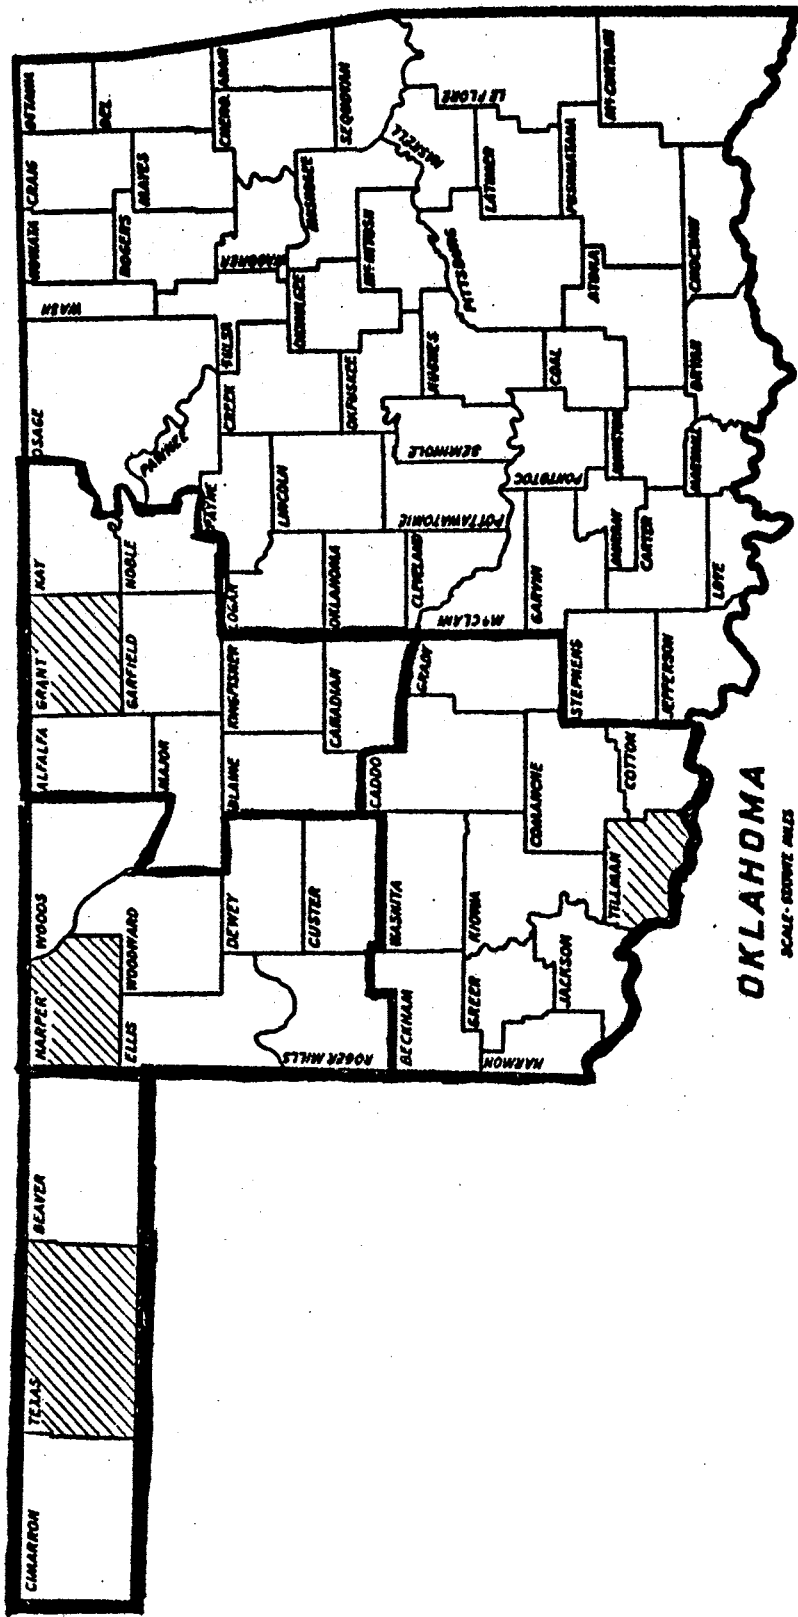 CIMARRON
TEXAS
BEAVER
HARPER
WOODS
ALFALFA
GRANT
KAY
OSAGE
WASH
NOWATA
CRAIG
OTTAWA
ELLIS
WOODWARD
MAJOR
GARFIELD
NOBLE
PAWNEE
ROGERS
MAYES
DEL
DEWEY
BLAINE
KINGFISHER
LOGAN
PAYNE
CREEK
TULSA
WAGONER
CHERO
ADAIR
ROGER MILLS
CUSTER
CANADIAN
OKLAHOMA
LINCOLN
OKFUSKEE
OKMULGEE
MUSKOGEE
SEQUOYAH
BECKHAM
WASHITA
CADDO
GRADY
CLEVELAND
POTTAWATOMIE
SEMINOLE
HUGHES
McINTOSH
HASKELL
HARMON
GREER
KIOWA
COMANCHE
McCLAIN
GARVIN
PONTOTOC
COAL
PITTSBURG
LATIMER
LE FLORE
JACKSON
TILLMAN
COTTON
STEPHENS
JEFFERSON
MURRAY
CARTER
JOHNSTON
ATOKA
PUSHMATAHA
McCURTAIN
LOVE
MARSHALL
BRYAN
CHOCTAW
OKLAHOMA